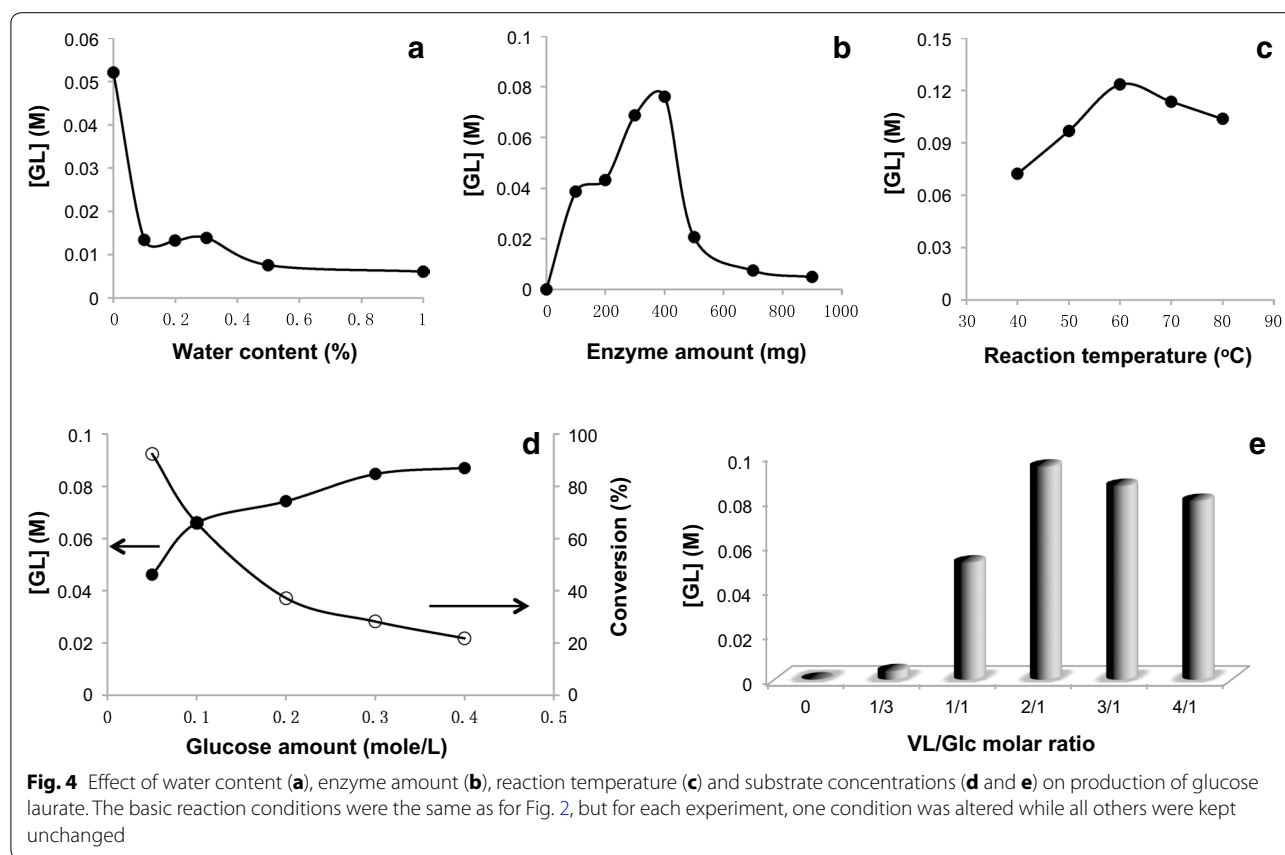 a
0.06
0.05
0.04
0.03
0.02
0.01
0
[GL] (M)
0 0.2 0.4 0.6 0.8 1
Water content (%)
b
0.1
0.08
0.06
0.04
0.02
0
[GL] (M)
0 200 400 600 800 1000
Enzyme amount (mg)
c
0.15
0.12
0.09
0.06
0.03
0
[GL] (M)
30 40 50 60 70 80 90
Reaction temperature (oC)
d
0.1
0.08
0.06
0.04
0.02
0
[GL] (M)
100
80
60
40
20
0
Conversion (%)
0 0.1 0.2 0.3 0.4 0.5
Glucose amount (mole/L)
e
0.1
0.08
0.06
0.04
0.02
0
[GL] (M)
0 1/3 1/1 2/1 3/1 4/1
VL/Glc molar ratio
Fig. 4 Effect of water content (a), enzyme amount (b), reaction temperature (c) and substrate concentrations (d and e) on production of glucose
laurate. The basic reaction conditions were the same as for Fig. 2, but for each experiment, one condition was altered while all others were kept
unchanged